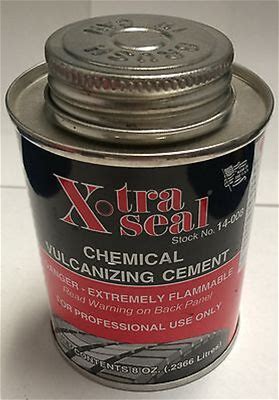 X•tra
seal
Stock No. 14-008
CHEMICAL
VULCANIZING CEMENT
DANGER - EXTREMELY FLAMMABLE
Read Warning on Back Panel
FOR PROFESSIONAL USE ONLY
CONTENTS 8 OZ. (.2366 Litres)